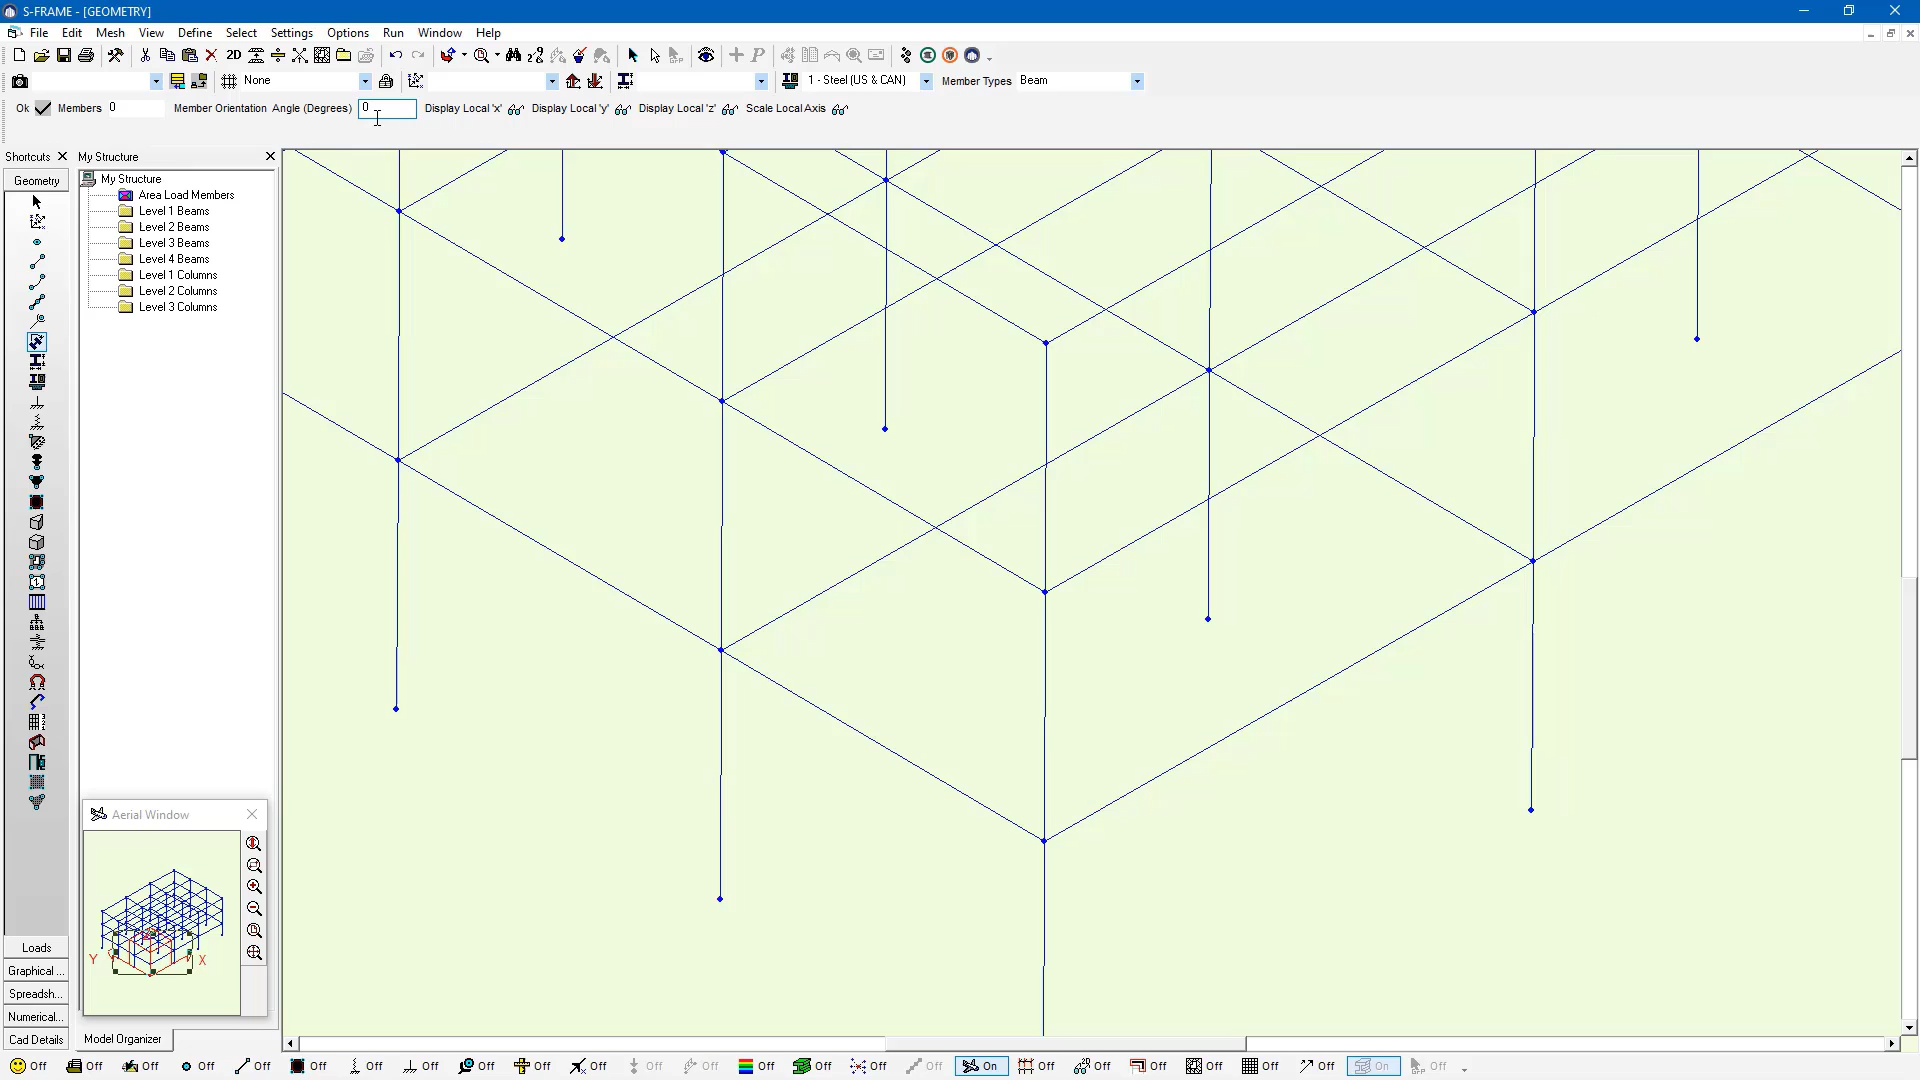 S-FRAME - [GEOMETRY]
File Edit Mesh View Define Select Settings Options Run Window Help
2D
None 1 - Steel (US & CAN) Member Types Beam
Ok Members 0 Member Orientation Angle (Degrees) 0 Display Local 'x' Display Local 'y' Display Local 'z' Scale Local Axis
Shortcuts My Structure
Geometry
My Structure
Area Load Members
Level 1 Beams
Level 2 Beams
Level 3 Beams
Level 4 Beams
Level 1 Columns
Level 2 Columns
Level 3 Columns
Aerial Window
Y X
Loads
Graphical ...
Spreadsh...
Numerical...
Cad Details
Model Organizer
Off Off Off Off Off Off Off Off Off Off Off Off Off Off Off Off Off On Off Off Off Off Off Off On Off